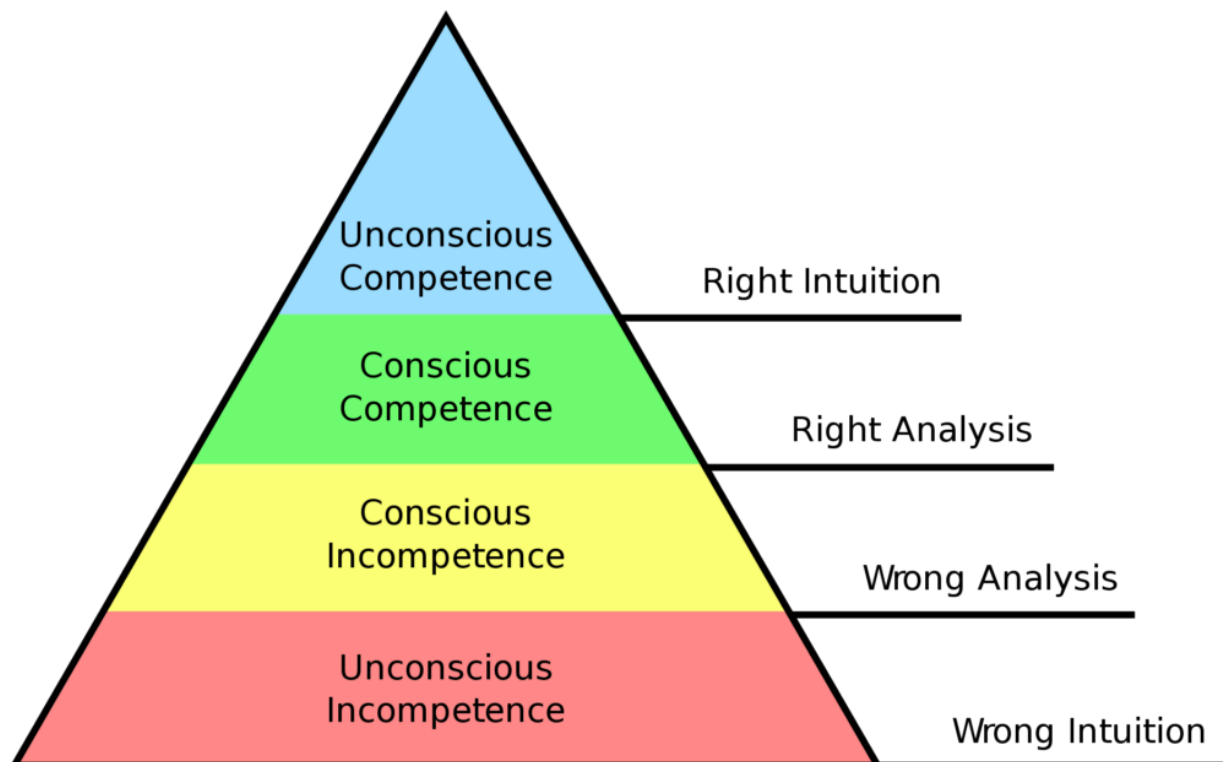 Unconscious
Competence
Right Intuition
Conscious
Competence
Right Analysis
Conscious
Incompetence
Wrong Analysis
Unconscious
Incompetence
Wrong Intuition